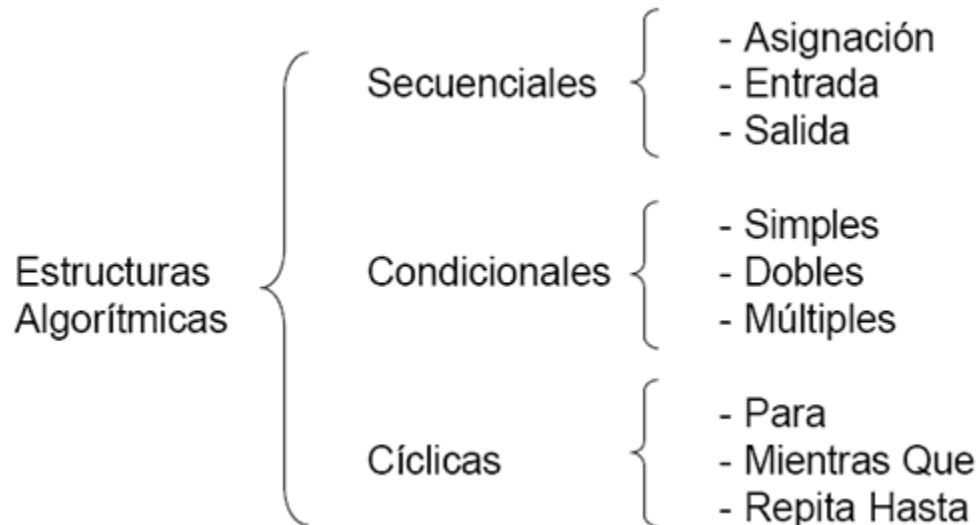 Estructuras
Algorítmicas
Secuenciales
- Asignación
- Entrada
- Salida
Condicionales
- Simples
- Dobles
- Múltiples
Cíclicas
- Para
- Mientras Que
- Repita Hasta